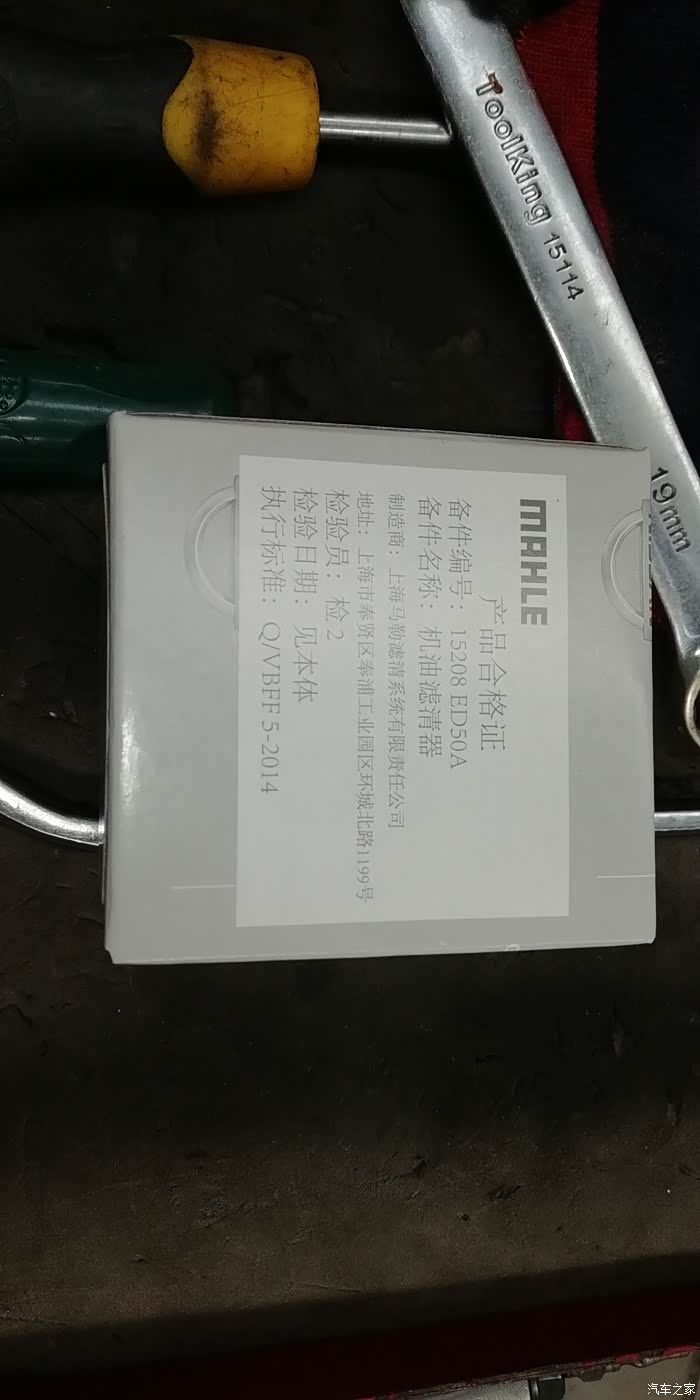 ToolKing 15114
19mm
MAHLE
产品合格证
备件编号：15208 ED50A
备件名称：机油滤清器
制造商：上海马勒滤清系统有限责任公司
地址：上海市奉贤区奉浦工业园区环城北路1199号
检验员：检2
检验日期：见本体
执行标准：Q/VBFF 5-2014
汽车之家